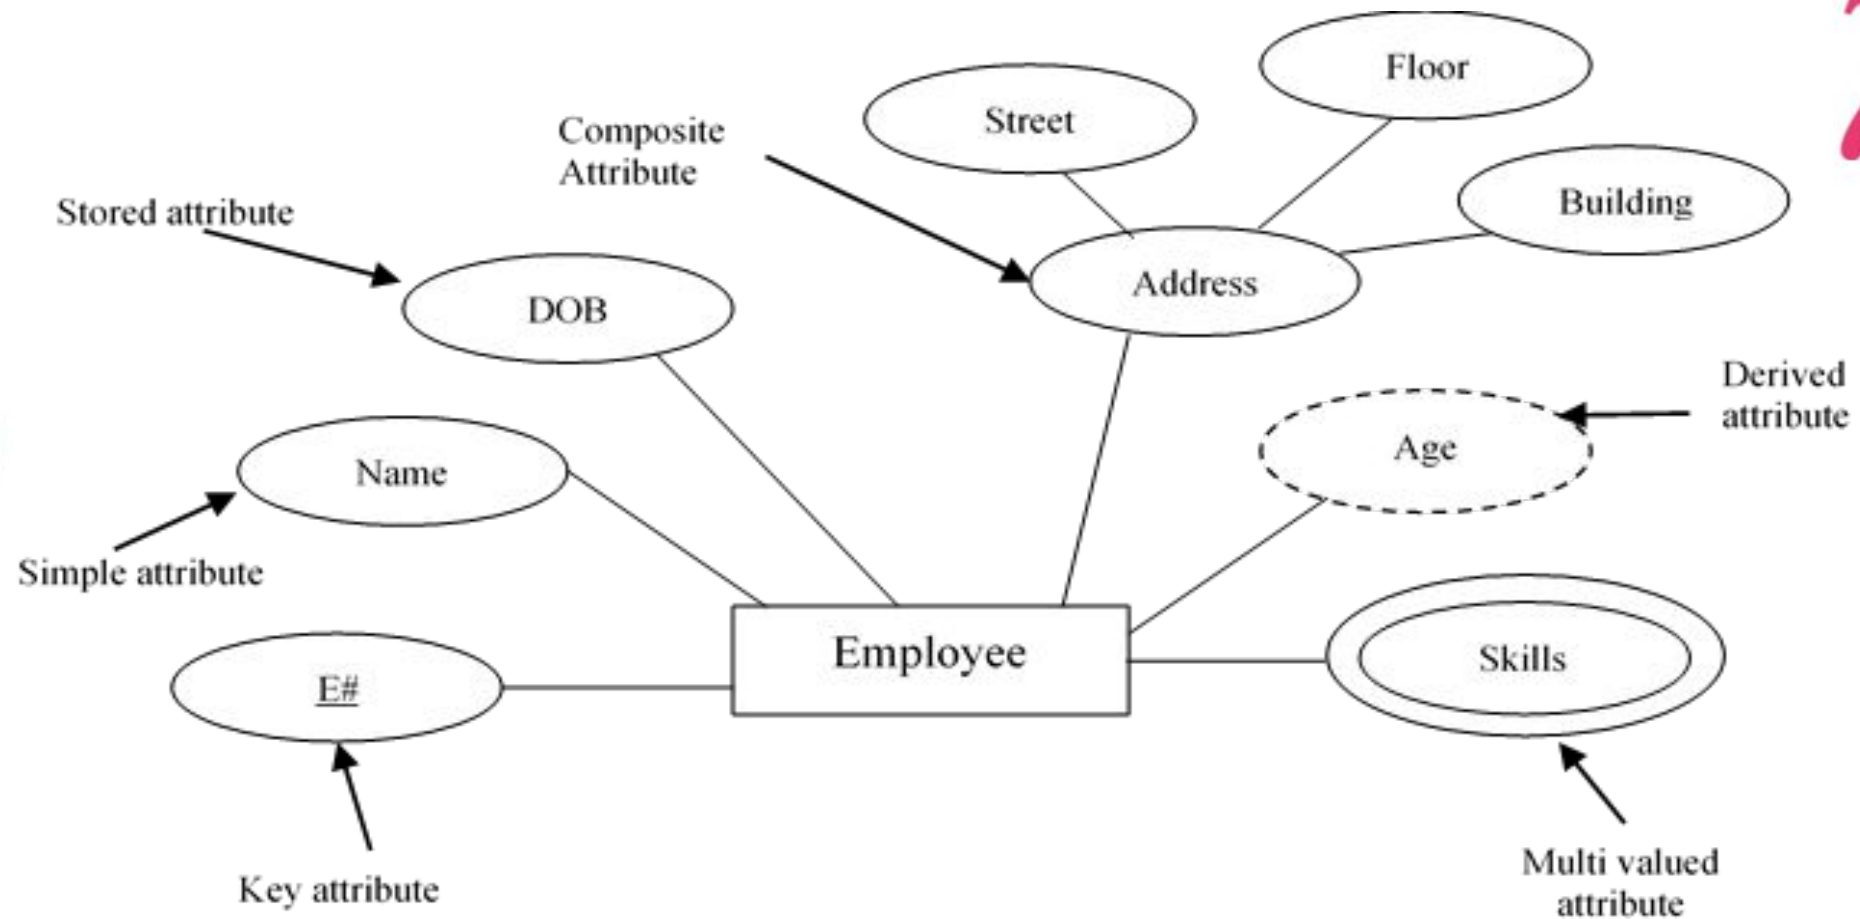 Floor
Street
Composite
Attribute
Building
Stored attribute
Address
DOB
Derived
attribute
Age
Name
Simple attribute
Employee
Skills
E#
Multi valued
attribute
Key attribute